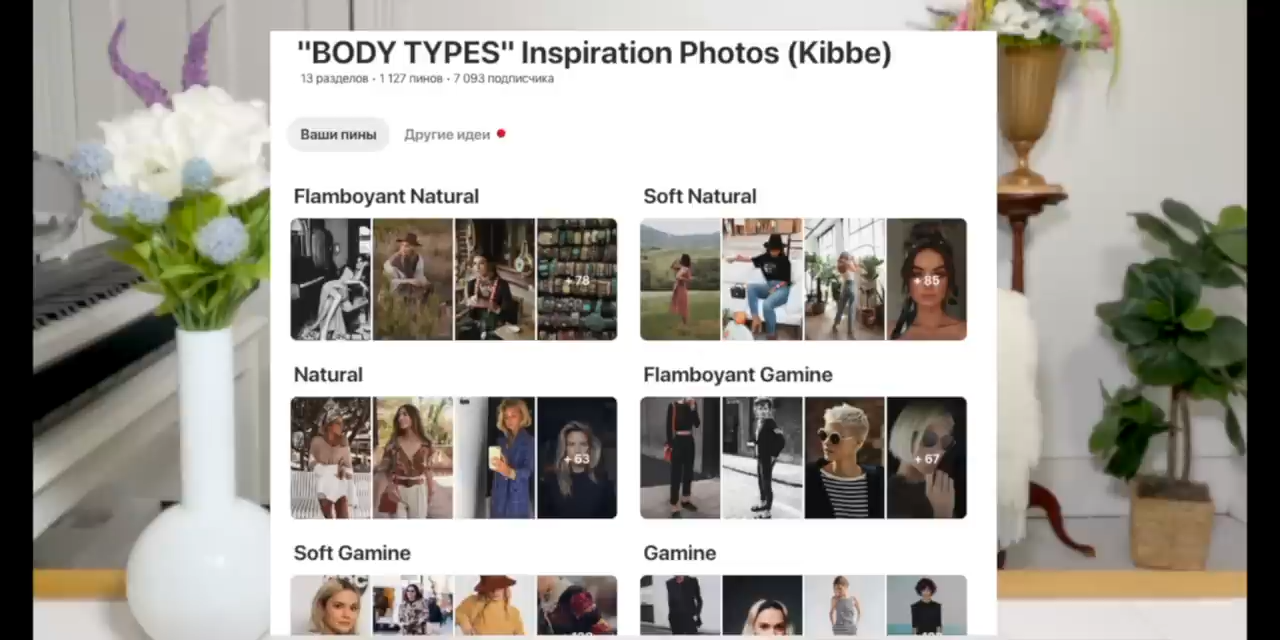 "BODY TYPES" Inspiration Photos (Kibbe)
13 разделов · 1 127 пинов · 7 093 подписчика
Ваши пины
Другие идеи
Flamboyant Natural
Soft Natural
+78
+85
Natural
Flamboyant Gamine
+63
+67
Soft Gamine
Gamine